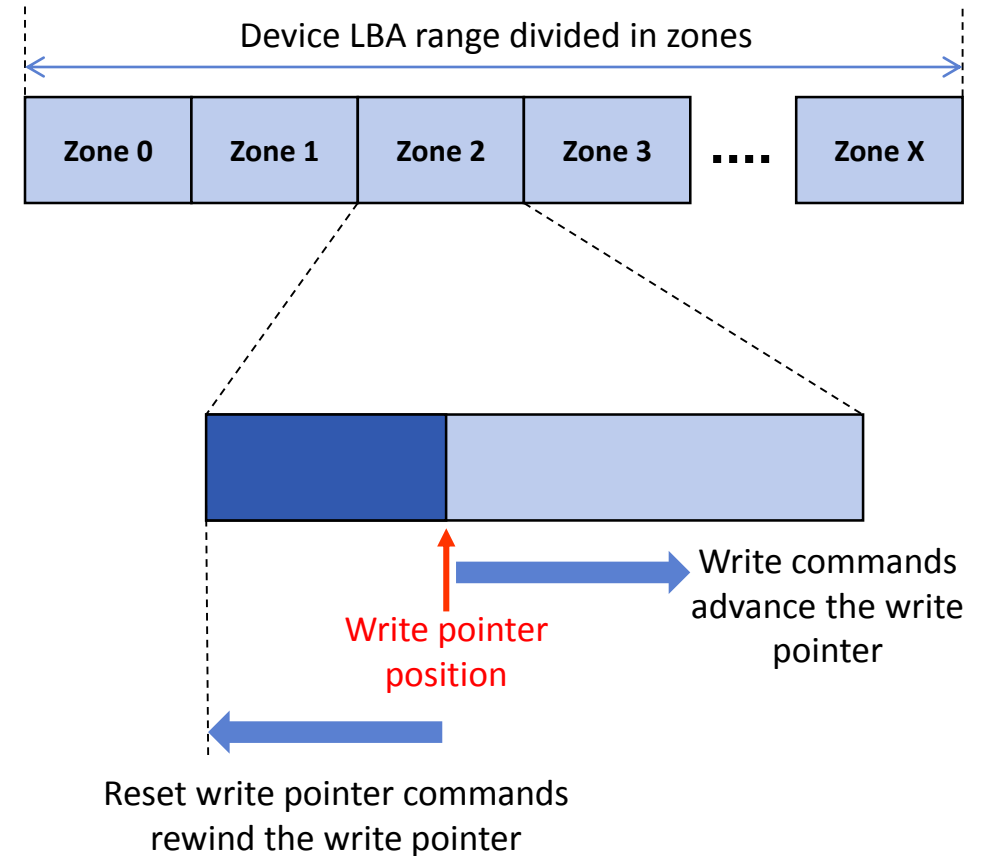 Device LBA range divided in zones
Zone 0 Zone 1 Zone 2 Zone 3 .... Zone X
Write pointer
position
Write commands
advance the write
pointer
Reset write pointer commands
rewind the write pointer